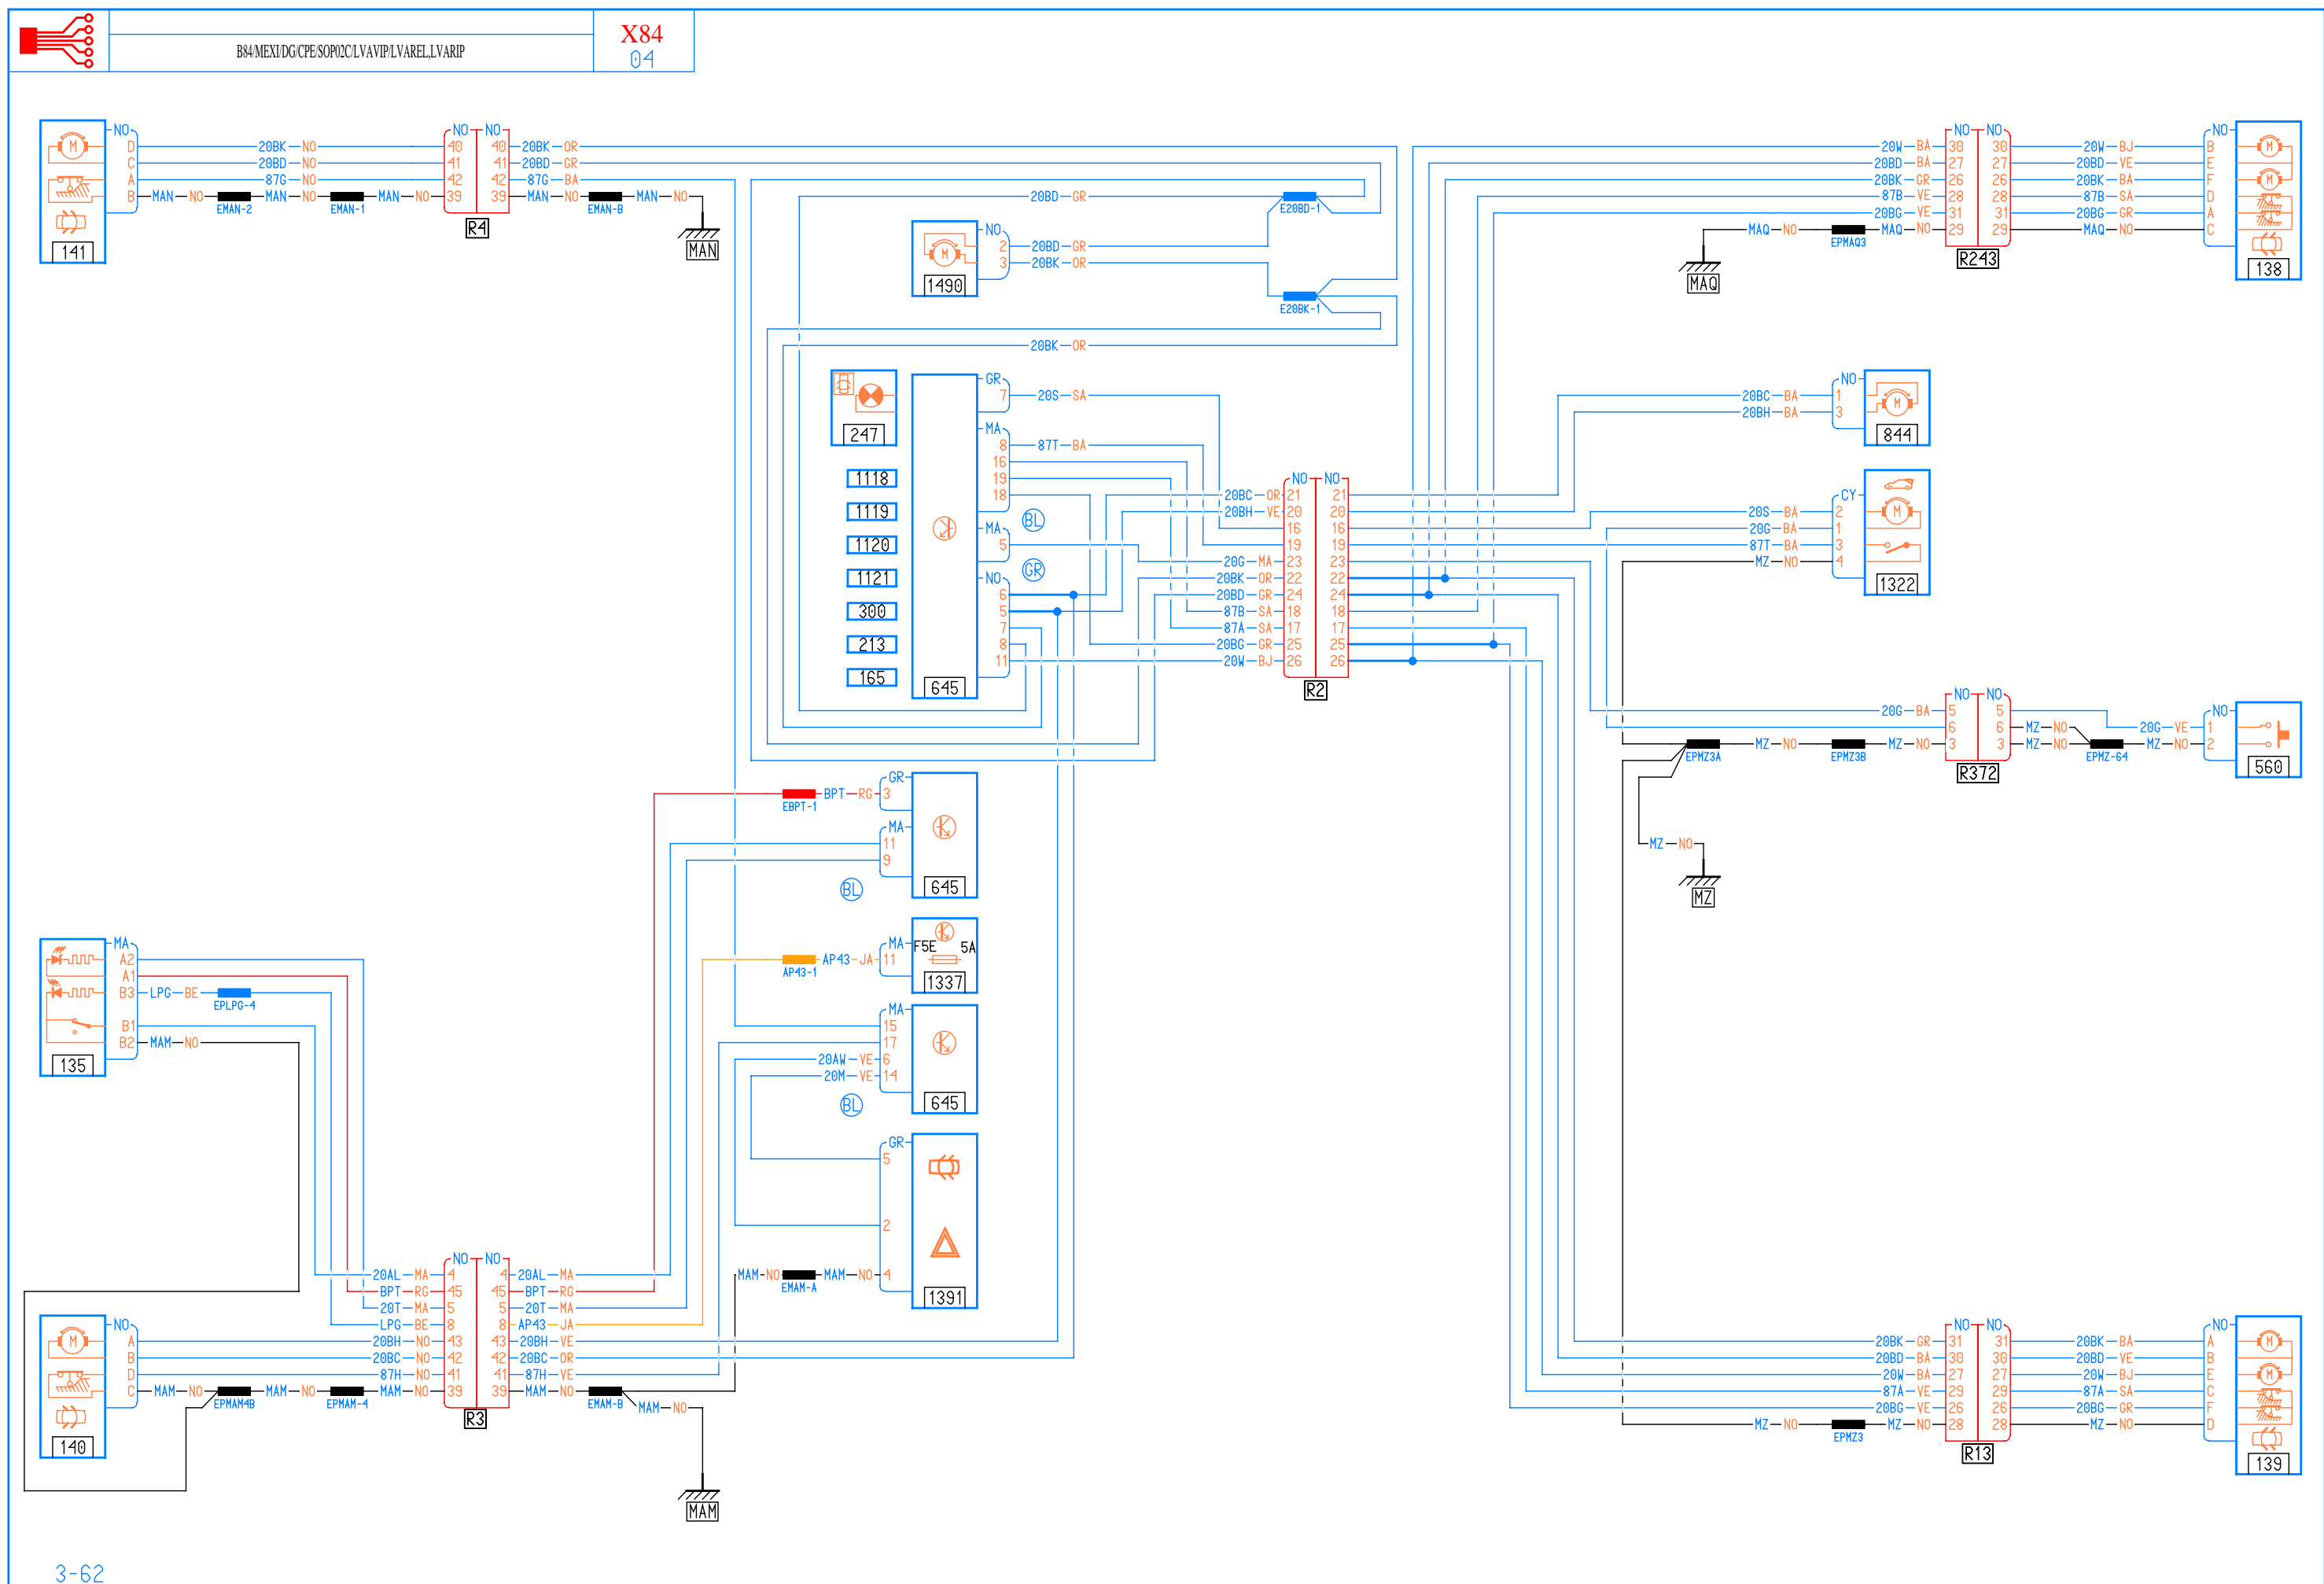 B84/MEXI/DG/CPE/SOP02C/LVAVIP/LVAREL,LVARIP
X84
04
NO
D 20BK NO 40
C 20BD NO 41
A 87G NO 42
B MAN NO EMAN-2 MAN NO EMAN-1 MAN NO 39
141
NO NO
R4
40 20BK OR
41 20BD GR
42 87G BA
39 MAN NO EMAN-B MAN NO
MAN
20BD GR
E20BD-1
NO
2 20BD GR
3 20BK OR
1490
E20BK-1
20BK OR
20W BA 30
20BD BA 27
20BK GR 26
87B VE 28
20BG VE 31
MAQ NO EPMAQ3 MAQ NO 29
MAQ
NO NO
R243
30 20W BJ B
27 20BD VE E
26 20BK BA F
28 87B SA D
31 20BG GR A
29 MAQ NO C
NO
138
247
1118
1119
1120
1121
300
213
165
GR
7 20S SA
MA
8 87T BA
16
19
18
BL
MA
5
GR
NO
6
5
7
8
11
645
NO NO
20BC OR 21 21
20BH VE 20 20
16 16
19 19
20G MA 23 23
20BK OR 22 22
20BD GR 24 24
87B SA 18 18
87A SA 17 17
20BG GR 25 25
20W BJ 26 26
R2
NO
20BC BA 1
20BH BA 3
844
CY
20S BA 2
20G BA 1
87T BA 3
MZ NO 4
1322
NO NO
20G BA 5 5
6 6 MZ NO
EPMZ3A MZ NO EPMZ3B MZ NO 3 3 MZ NO EPMZ-64 MZ NO 2
20G VE 1
NO
R372
560
MZ NO
MZ
GR
EBPT-1 BPT RG 3
MA
11
9
BL
645
MA
AP43-1 AP43 JA 11
F5E 5A
1337
MA
15
17
20AW VE 6
20M VE 14
BL
645
GR
5
2
MAM NO EMAM-A MAM NO 4
1391
MA
A2
A1
B3 LPG BE EPLPG-4
B1
B2 MAM NO
135
NO NO
20AL MA 4 4 20AL MA
BPT RG 45 45 BPT RG
20T MA 5 5 20T MA
LPG BE 8 8 AP43 JA
NO
A 20BH NO 43 43 20BH VE
B 20BC NO 42 42 20BC OR
D 87H NO 41 41 87H VE
C MAM NO EPMAM4B MAM NO EPMAM-4 MAM NO 39 39 MAM NO EMAM-B MAM NO
140
R3
MAM
NO NO
20BK GR 31 31 20BK BA A
20BD BA 30 30 20BD VE B
20W BA 27 27 20W BJ E
87A VE 29 29 87A SA C
20BG VE 26 26 20BG GR F
MZ NO EPMZ3 MZ NO 28 28 MZ NO D
NO
R13
139
M
M
M
M
M
M
M
M
M
3-62